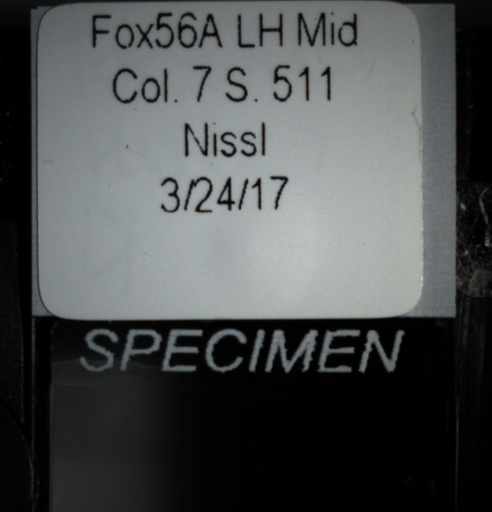 Fox56A LH Mid
Col. 7 S. 511
Nissl
3/24/17
SPECIMEN